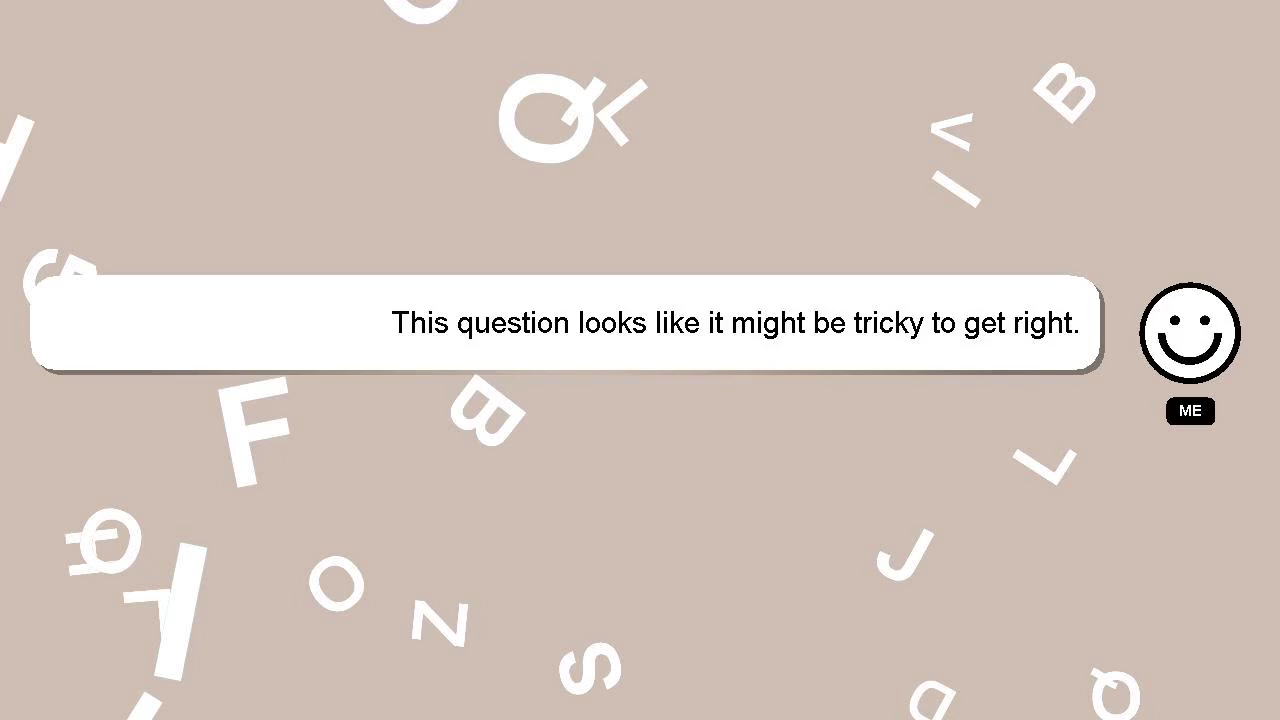 This question looks like it might be tricky to get right.
ME
Q
L
B
V
I
G
F
B
L
O
J
L
I
O
Z
S
D
Q